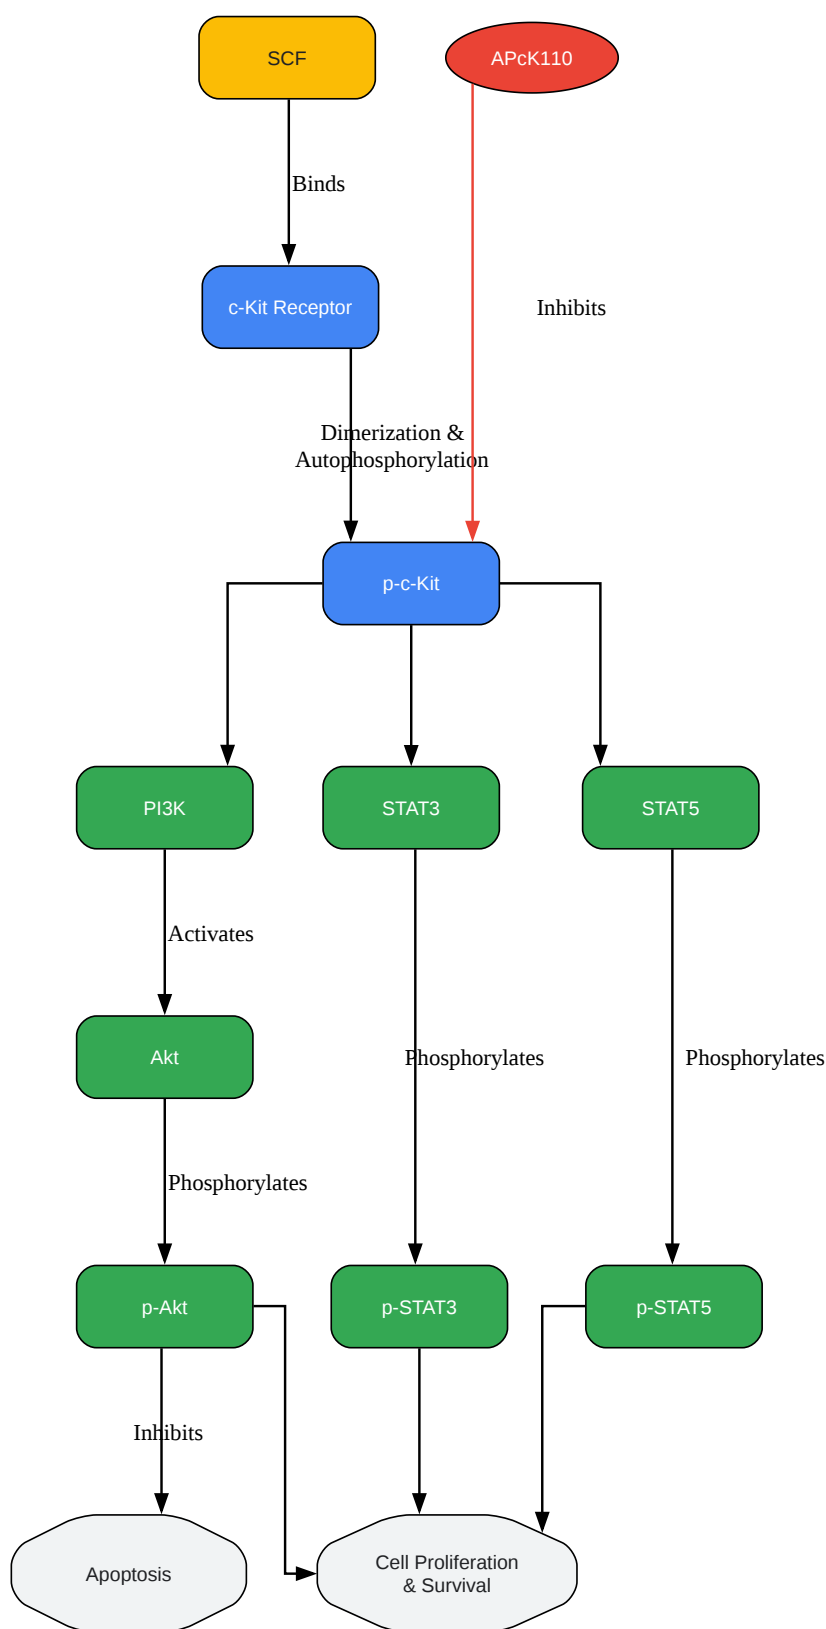 SCF
APcK110
Binds
c-Kit Receptor
Inhibits
Dimerization &
Autophosphorylation
p-c-Kit
PI3K
STAT3
STAT5
Activates
Akt
Phosphorylates
Phosphorylates
Phosphorylates
p-Akt
p-STAT3
p-STAT5
Inhibits
Apoptosis
Cell Proliferation
& Survival